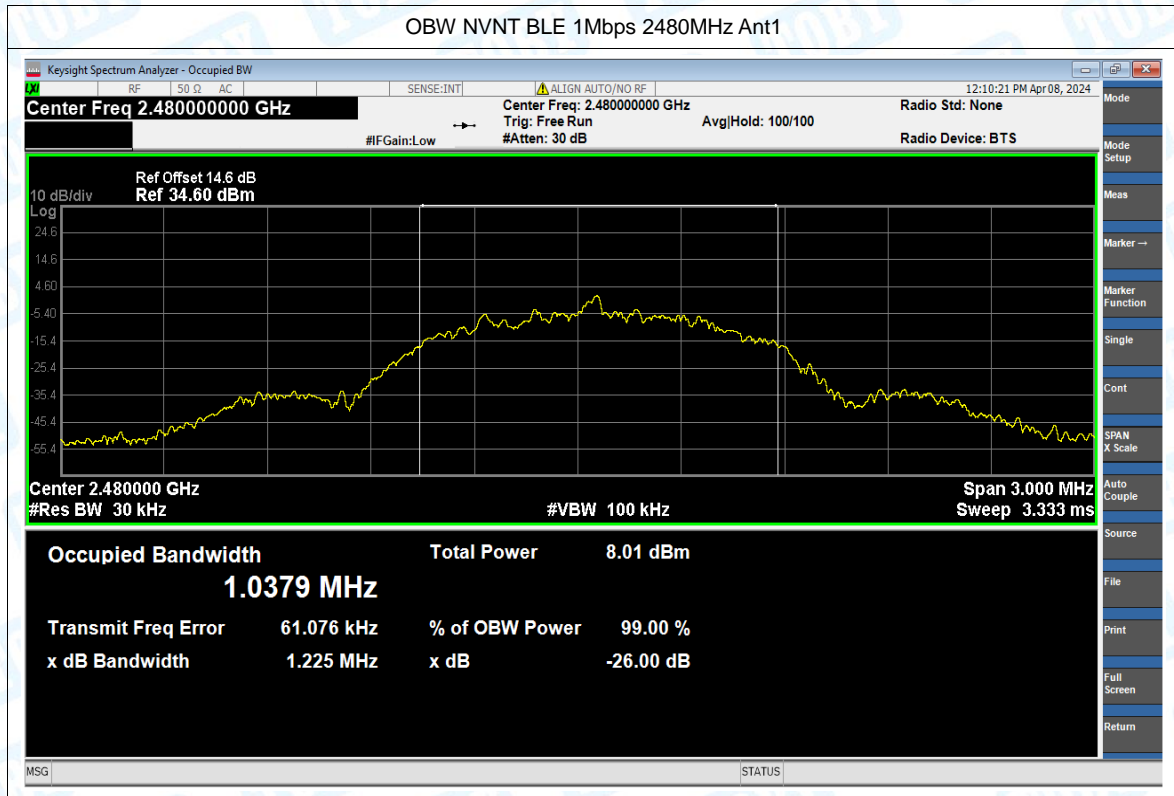 OBW NVNT BLE 1Mbps 2480MHz Ant1
Keysight Spectrum Analyzer - Occupied BW
LXI RF 50 Ω AC SENSE:INT ALIGN AUTO/NO RF 12:10:21 PM Apr 08, 2024
Center Freq 2.480000000 GHz
Center Freq: 2.480000000 GHz
Radio Std: None
Trig: Free Run
Avg|Hold: 100/100
#IFGain:Low
#Atten: 30 dB
Radio Device: BTS
Ref Offset 14.6 dB
10 dB/div
Ref 34.60 dBm
Log
24.6
14.6
4.60
-5.40
-15.4
-25.4
-35.4
-45.4
-55.4
Center 2.480000 GHz
Span 3.000 MHz
#Res BW 30 kHz
#VBW 100 kHz
Sweep 3.333 ms
Occupied Bandwidth
1.0379 MHz
Total Power 8.01 dBm
Transmit Freq Error 61.076 kHz
% of OBW Power 99.00 %
x dB Bandwidth 1.225 MHz
x dB -26.00 dB
Mode
Mode
Setup
Meas
Marker →
Marker
Function
Single
Cont
SPAN
X Scale
Auto
Couple
Source
File
Print
Full
Screen
Return
MSG
STATUS
TOBY